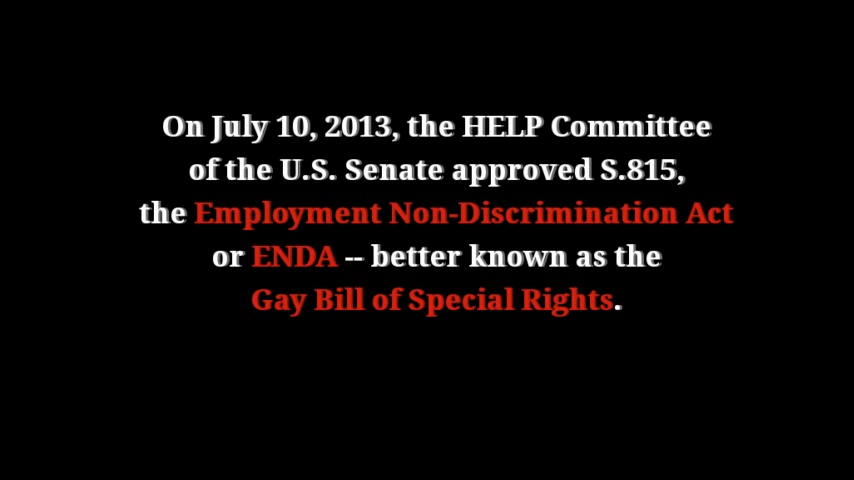 On July 10, 2013, the HELP Committee
of the U.S. Senate approved S.815,
the Employment Non-Discrimination Act
or ENDA -- better known as the
Gay Bill of Special Rights.